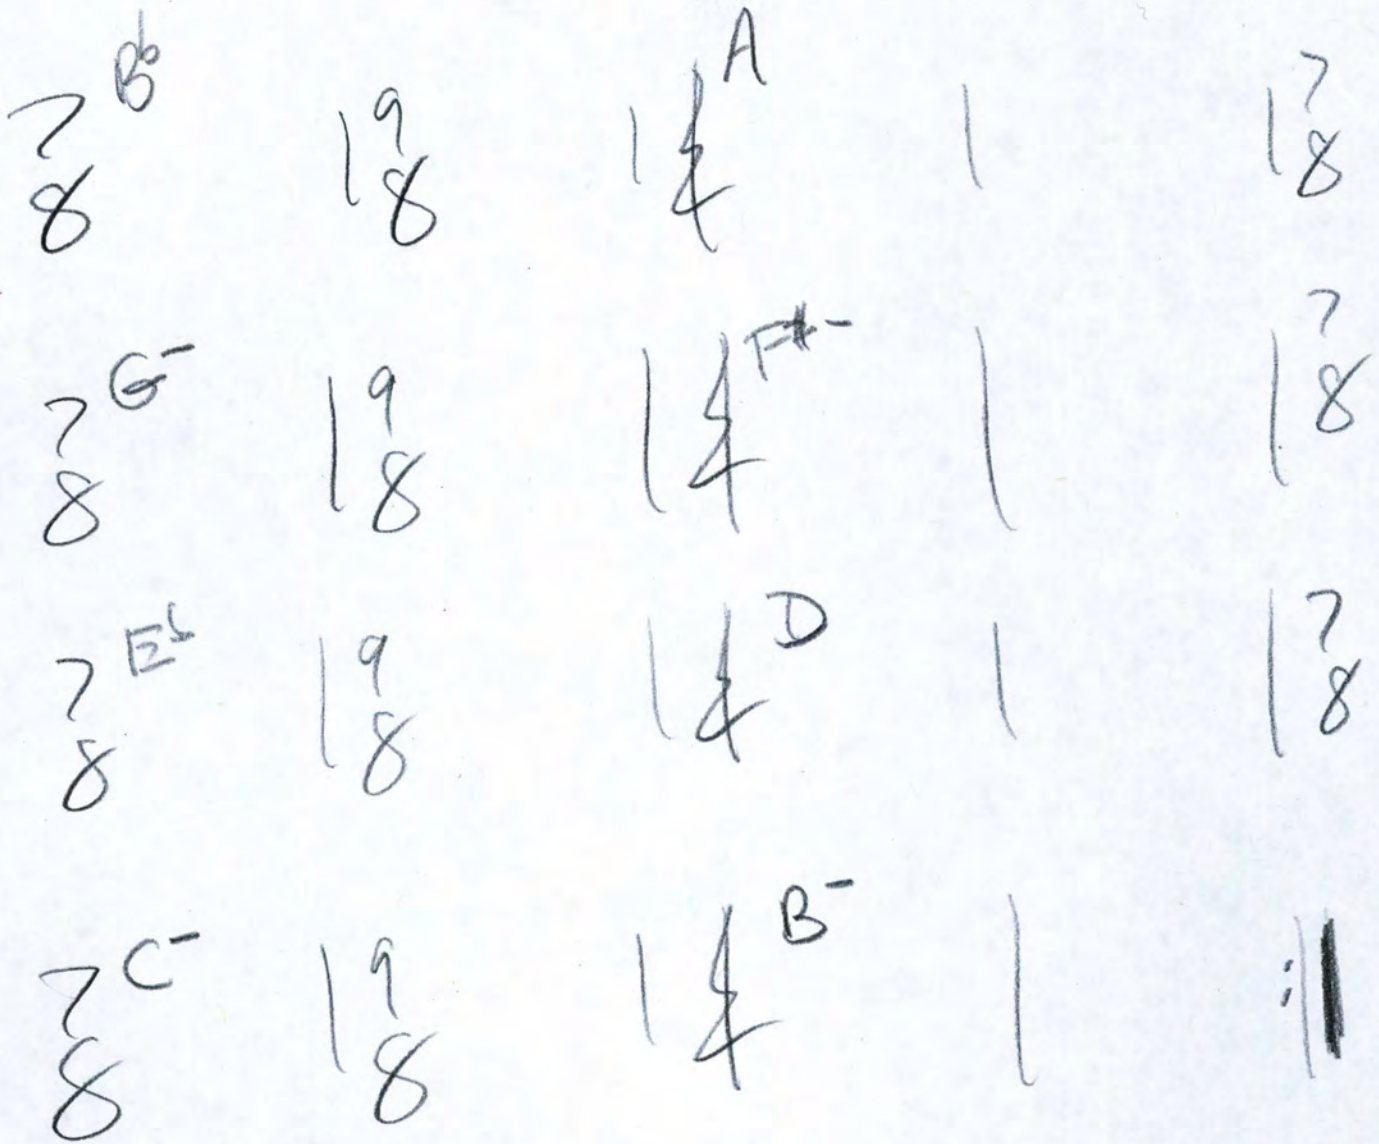 7/8 B♭ | 9/8 | 4/4 A | | 7/8
7/8 G- | 9/8 | 4/4 F#- | | 7/8
7/8 E♭ | 9/8 | 4/4 D | | 7/8
7/8 C- | 9/8 | 4/4 B- | :||